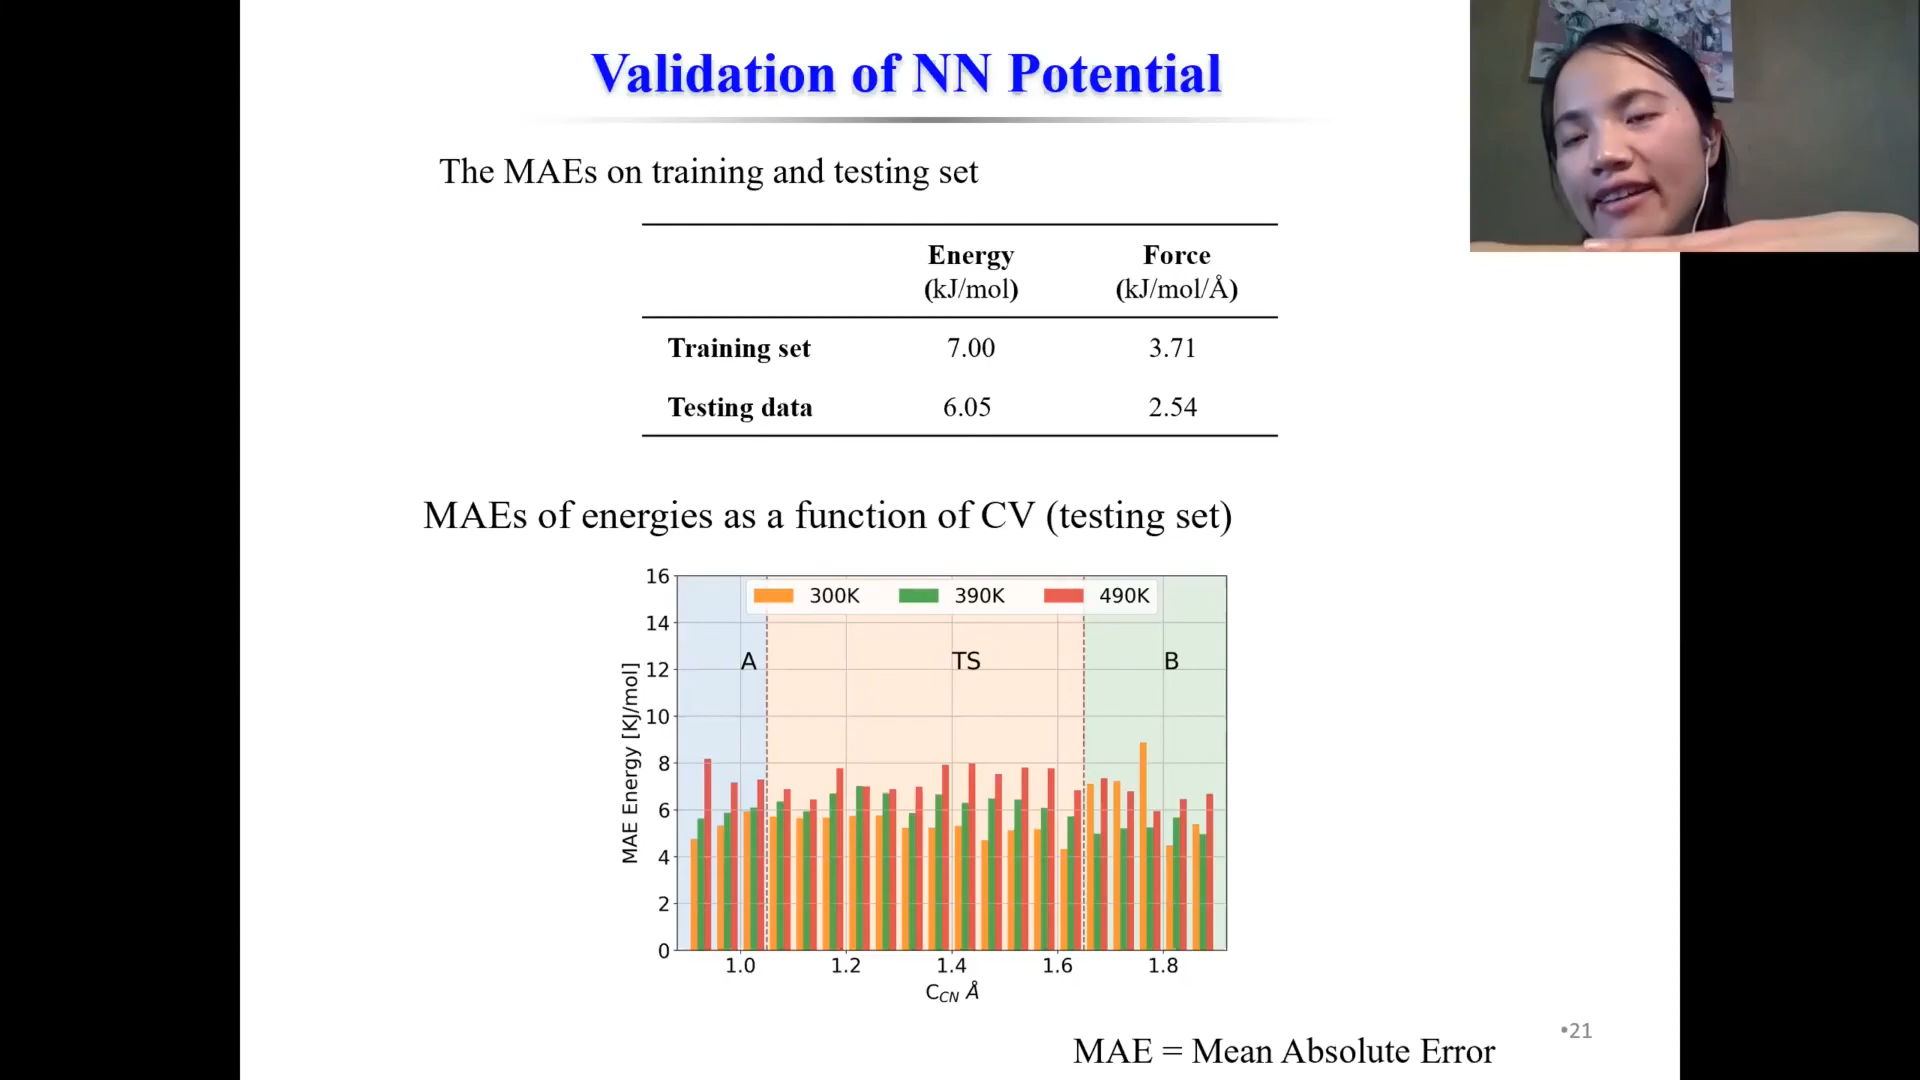 Validation of NN Potential
The MAEs on training and testing set
Energy Force
(kJ/mol) (kJ/mol/Å)
Training set 7.00 3.71
Testing data 6.05 2.54
MAEs of energies as a function of CV (testing set)
16
300K 390K 490K
14
A TS B
12
10
8
6
4
2
0
MAE Energy [KJ/mol]
1.0 1.2 1.4 1.6 1.8
C_CN Å
•21
MAE = Mean Absolute Error